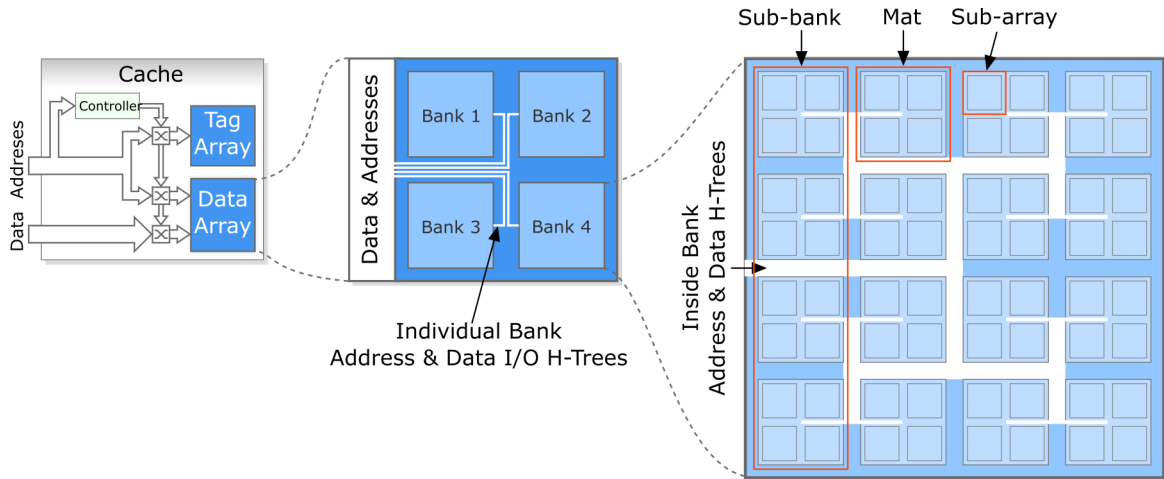 Cache
Controller
Tag
Array
Data
Array
Addresses
Data
Data & Addresses
Bank 1
Bank 2
Bank 3
Bank 4
Individual Bank
Address & Data I/O H-Trees
Sub-bank
Mat
Sub-array
Inside Bank
Address & Data H-Trees